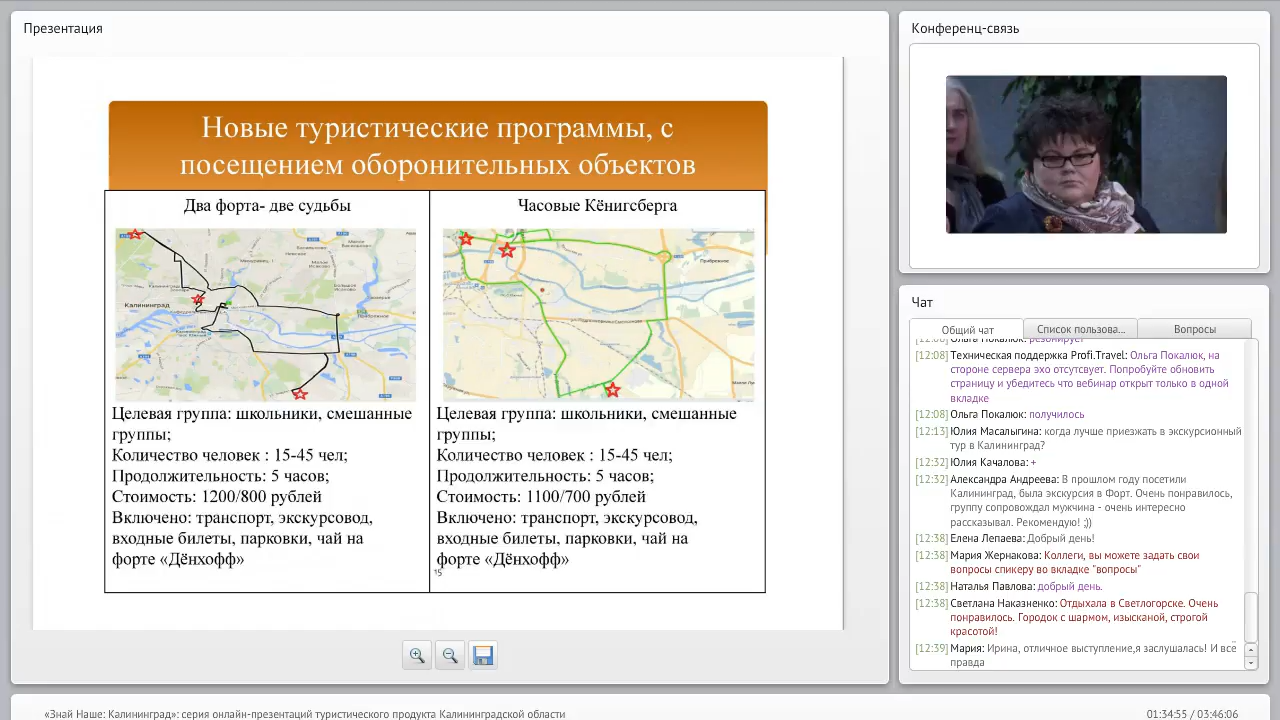 Презентация
Новые туристические программы, с
посещением оборонительных объектов
Два форта- две судьбы
Калининград
Целевая группа: школьники, смешанные
группы;
Количество человек : 15-45 чел;
Продолжительность: 5 часов;
Стоимость: 1200/800 рублей
Включено: транспорт, экскурсовод,
входные билеты, парковки, чай на
форте «Дёнхофф»
Часовые Кёнигсберга
Прибрежное
Целевая группа: школьники, смешанные
группы;
Количество человек : 15-45 чел;
Продолжительность: 5 часов;
Стоимость: 1100/700 рублей
Включено: транспорт, экскурсовод,
входные билеты, парковки, чай на
форте «Дёнхофф»
15
Конференц-связь
Чат
Общий чат
Список пользова...
Вопросы
[12:08] Техническая поддержка Profi.Travel: Ольга Покалюк, на
стороне сервера эхо отсутсвует. Попробуйте обновить
страницу и убедитесь что вебинар открыт только в одной
вкладке
[12:08] Ольга Покалюк: получилось
[12:13] Юлия Масалыгина: когда лучше приезжать в экскурсионный
тур в Калининград?
[12:32] Юлия Качалова: +
[12:32] Александра Андреева: В прошлом году посетили
Калининград, была экскурсия в Форт. Очень понравилось,
группу сопровождал мужчина - очень интересно
рассказывал. Рекомендую! ;))
[12:38] Елена Лепаева: Добрый день!
[12:38] Мария Жернакова: Коллеги, вы можете задать свои
вопросы спикеру во вкладке "вопросы"
[12:38] Наталья Павлова: добрый день.
[12:38] Светлана Наказненко: Отдыхала в Светлогорске. Очень
понравилось. Городок с шармом, изысканой, строгой
красотой!
[12:39] Мария: Ирина, отличное выступление,я заслушалась! И всё
правда
«Знай Наше: Калининград»: серия онлайн-презентаций туристического продукта Калининградской области
01:34:55 / 03:46:06